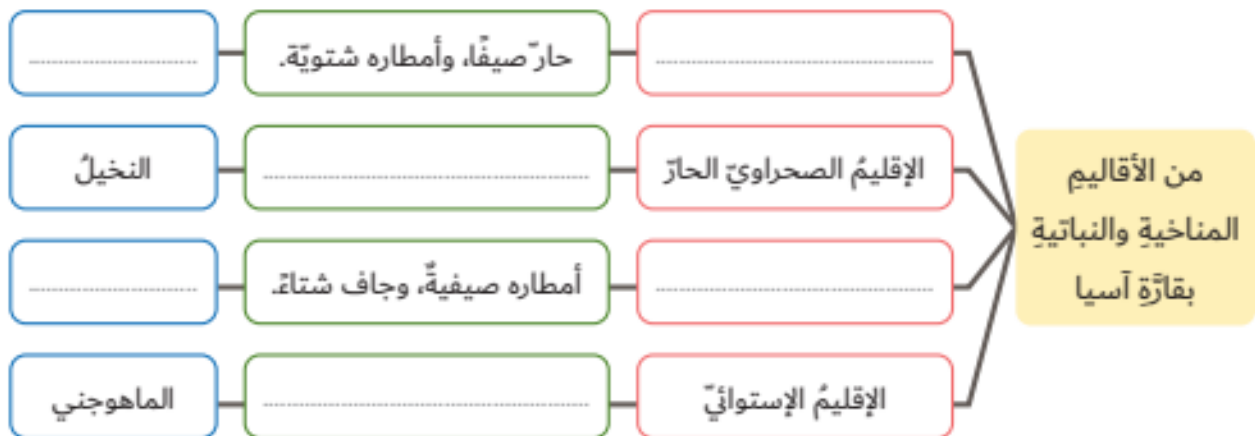 من الأقاليمِ
المناخيةِ والنباتيةِ
بقارَّةِ آسيا
حارّ صيفًا، وأمطاره شتويّة.
الإقليمُ الصحراويّ الحارّ
النخيلُ
أمطاره صيفيةٌ، وجاف شتاءً.
الإقليمُ الإستوائيّ
الماهوجني